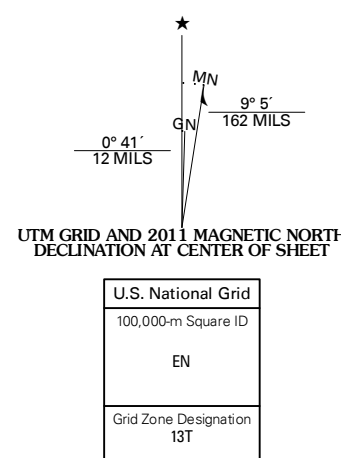 ★
MN
GN
9° 5´
162 MILS
0° 41´
12 MILS
UTM GRID AND 2011 MAGNETIC NORTH
DECLINATION AT CENTER OF SHEET
U.S. National Grid
100,000-m Square ID
EN
Grid Zone Designation
13T